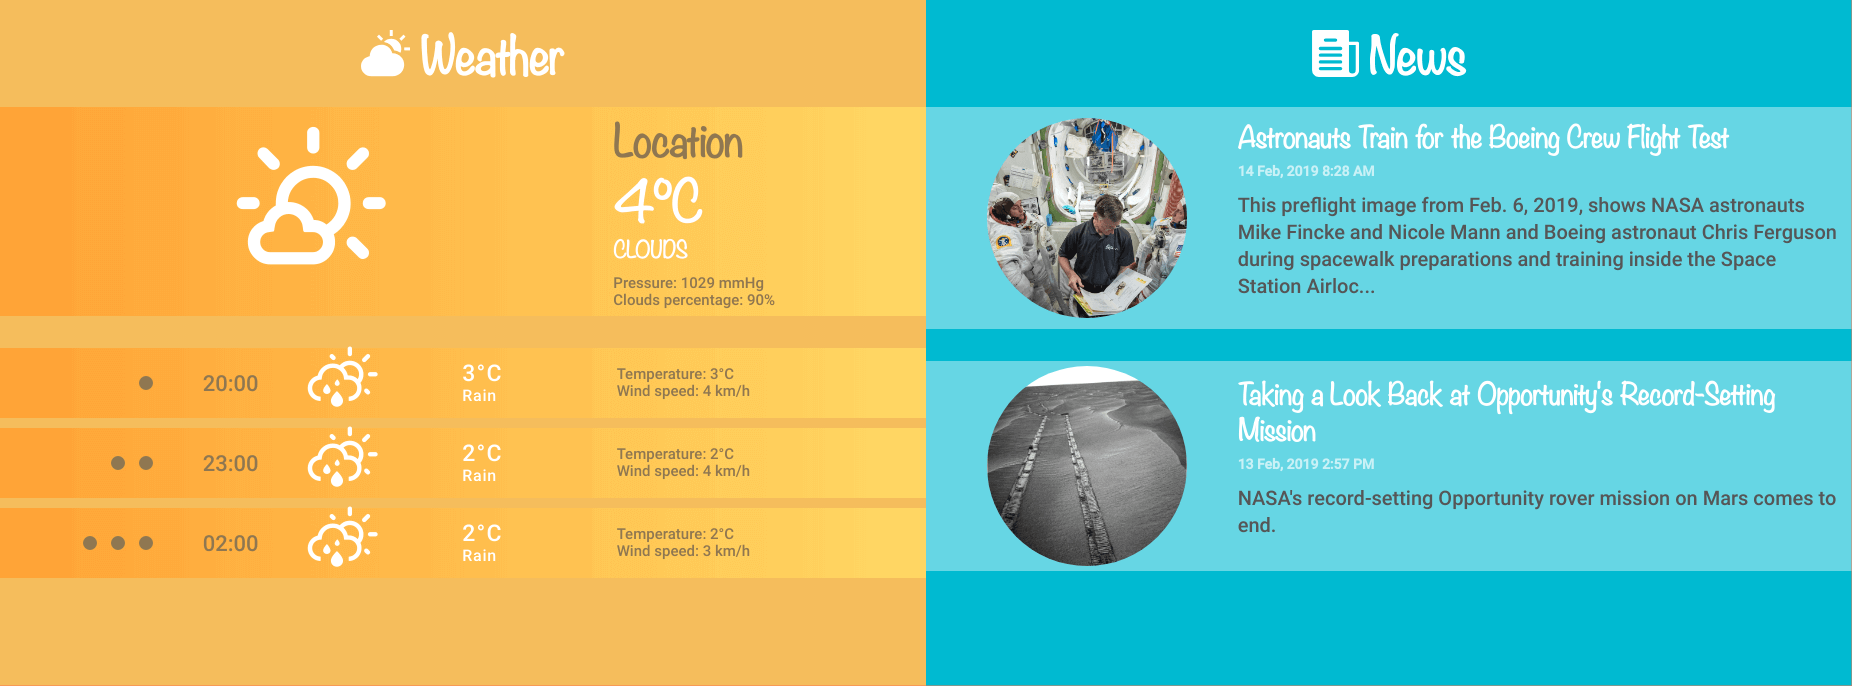 Weather
Location
4°C
CLOUDS
Pressure: 1029 mmHg
Clouds percentage: 90%
20:00
3°C
Rain
Temperature: 3°C
Wind speed: 4 km/h
23:00
2°C
Rain
Temperature: 2°C
Wind speed: 4 km/h
02:00
2°C
Rain
Temperature: 2°C
Wind speed: 3 km/h
News
Astronauts Train for the Boeing Crew Flight Test
14 Feb, 2019 8:28 AM
This preflight image from Feb. 6, 2019, shows NASA astronauts
Mike Fincke and Nicole Mann and Boeing astronaut Chris Ferguson
during spacewalk preparations and training inside the Space
Station Airloc...
Taking a Look Back at Opportunity's Record-Setting
Mission
13 Feb, 2019 2:57 PM
NASA's record-setting Opportunity rover mission on Mars comes to
end.